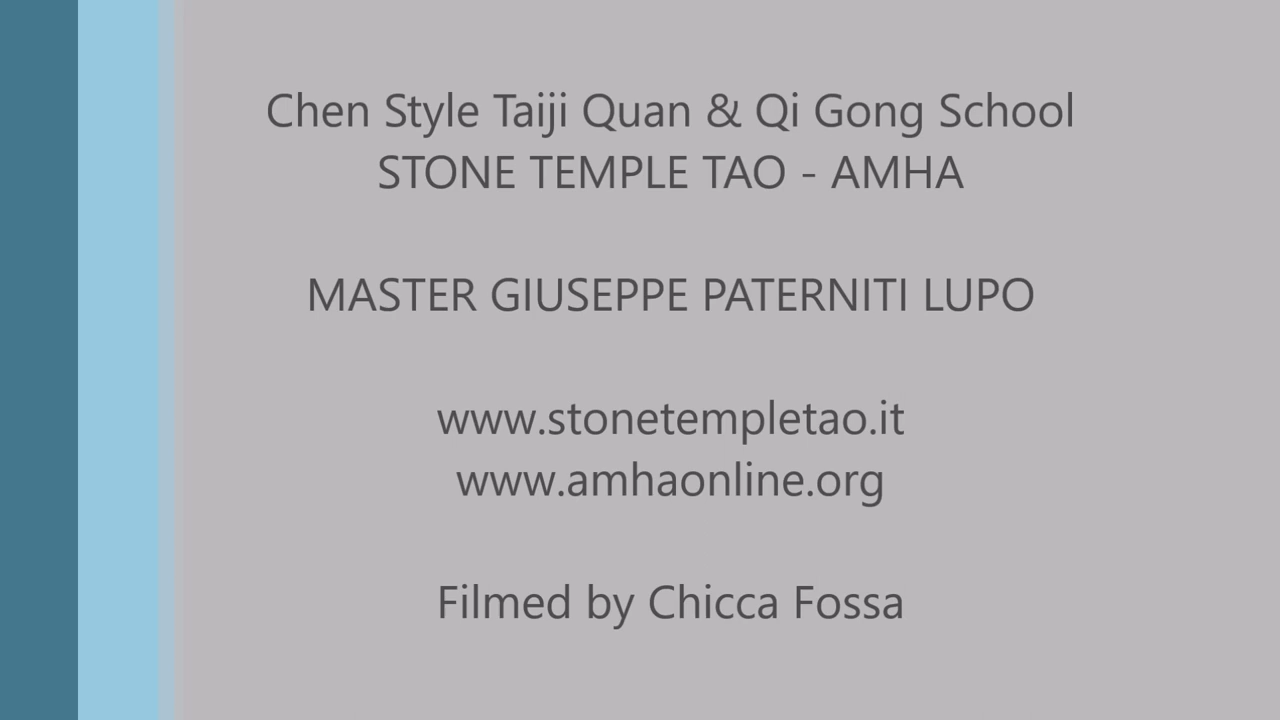 Chen Style Taiji Quan & Qi Gong School
STONE TEMPLE TAO - AMHA
MASTER GIUSEPPE PATERNITI LUPO
www.stonetempletao.it
www.amhaonline.org
Filmed by Chicca Fossa